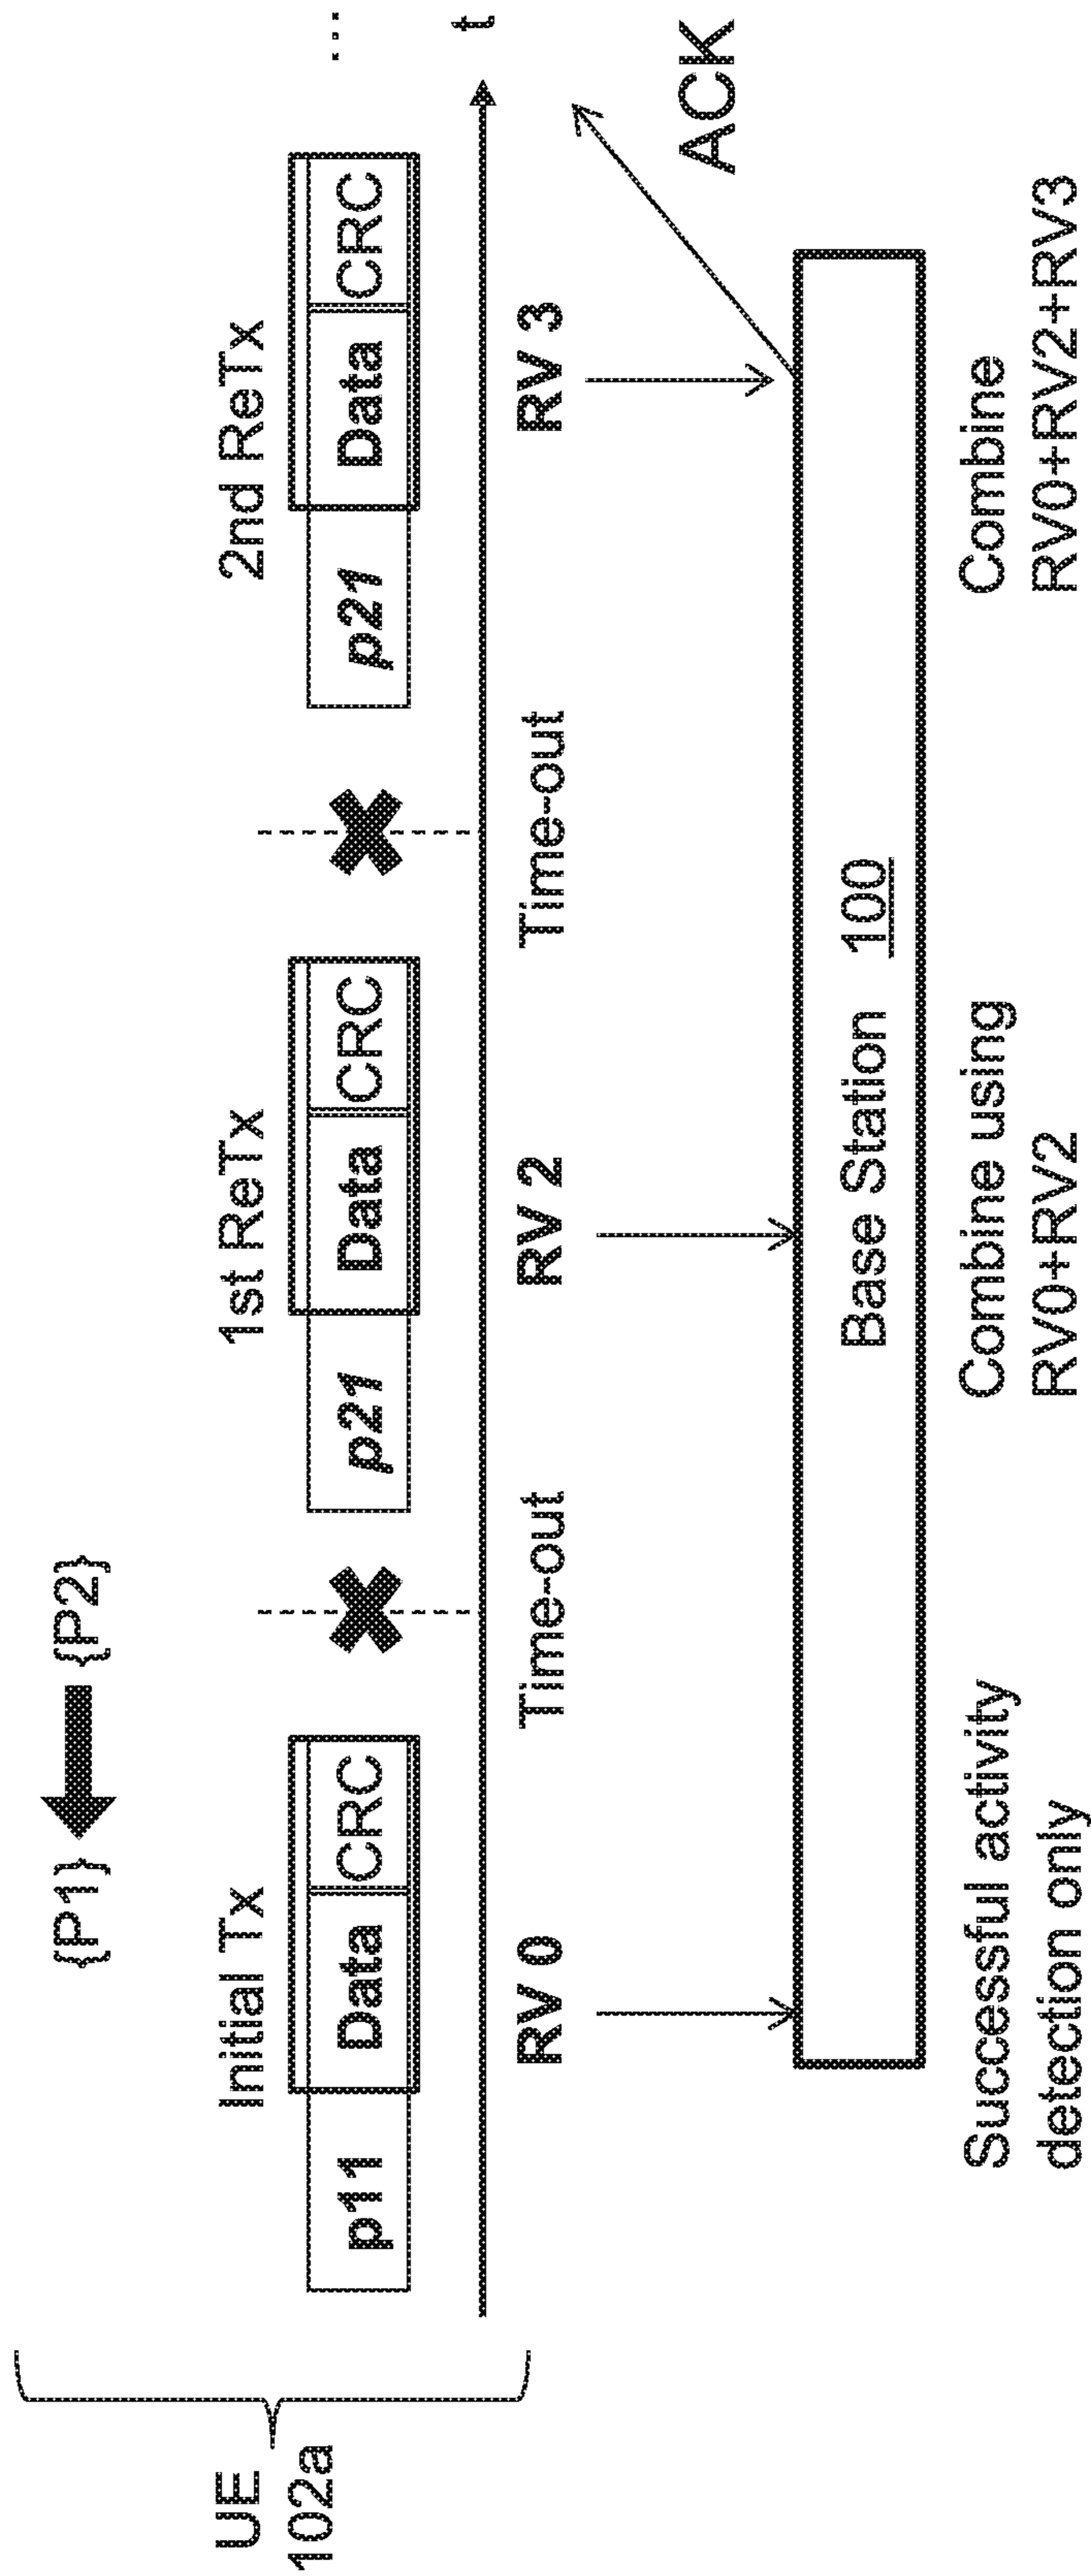 {P1}
{P2}
Initial Tx
1st ReTx
2nd ReTx
UE
102a
p11
Data
CRC
p21
Data
CRC
p21
Data
CRC
...
t
RV 0
Time-out
RV 2
Time-out
RV 3
ACK
Base Station 100
Successful activity
detection only
Combine using
RV0+RV2
Combine
RV0+RV2+RV3